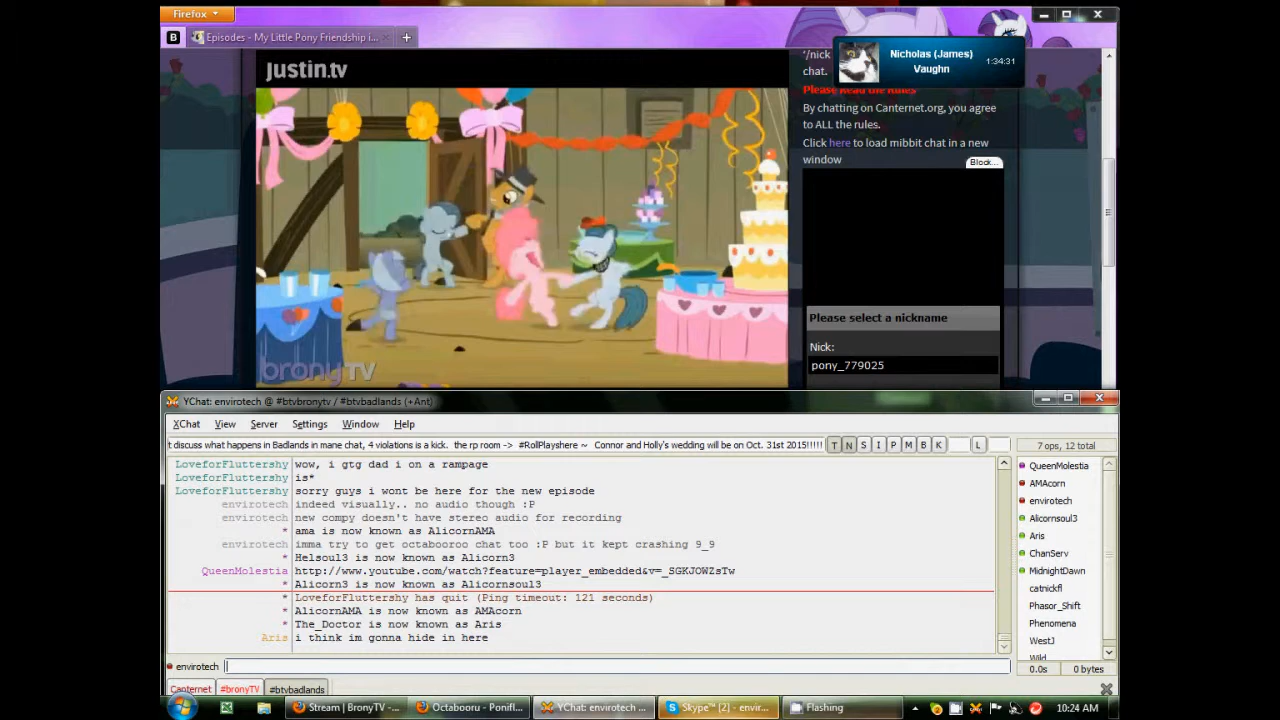 Firefox
B
Episodes - My Little Pony Friendship i...
Justin.tv
bronyTV
Nicholas (James)
Vaughn
1:34:31
'/nick
chat.
Please Read the Rules
By chatting on Canternet.org, you agree
to ALL the rules.
Click here to load mibbit chat in a new
window
Block...
Please select a nickname
Nick:
pony_779025
YChat: envirotech @ #btvbronytv / #btvbadlands (+Ant)
XChat View Server Settings Window Help
t discuss what happens in Badlands in mane chat, 4 violations is a kick. the rp room -> #RolPlayshere ~ Connor and Holly's wedding will be on Oct. 31st 2015!!!!!
T N S I P M B K L
7 ops, 12 total
LoveforFluttershy wow, i gtg dad i on a rampage
LoveforFluttershy is*
LoveforFluttershy sorry guys i wont be here for the new episode
envirotech indeed visually.. no audio though :P
envirotech new compy doesn't have stereo audio for recording
* ama is now known as AlicornAMA
envirotech imma try to get octabooroo chat too :P but it kept crashing 9_9
* Helsoul3 is now known as Alicorn3
QueenMolestia http://www.youtube.com/watch?feature=player_embedded&v=_SGKJOWZsTw
* Alicorn3 is now known as Alicornsoul3
* LoveforFluttershy has quit (Ping timeout: 121 seconds)
* AlicornAMA is now known as AMAcorn
* The_Doctor is now known as Aris
Aris i think im gonna hide in here
QueenMolestia
AMAcorn
envirotech
Alicornsoul3
Aris
ChanServ
MidnightDawn
catnickfl
Phasor_Shift
Phenomena
WestJ
Wild
envirotech
0.0s 0 bytes
Canternet #bronyTV #btvbadlands
Stream | BronyTV -... Octabooru - Ponifi... YChat: envirotech ... Skype™ [2] - envir... Flashing 10:24 AM